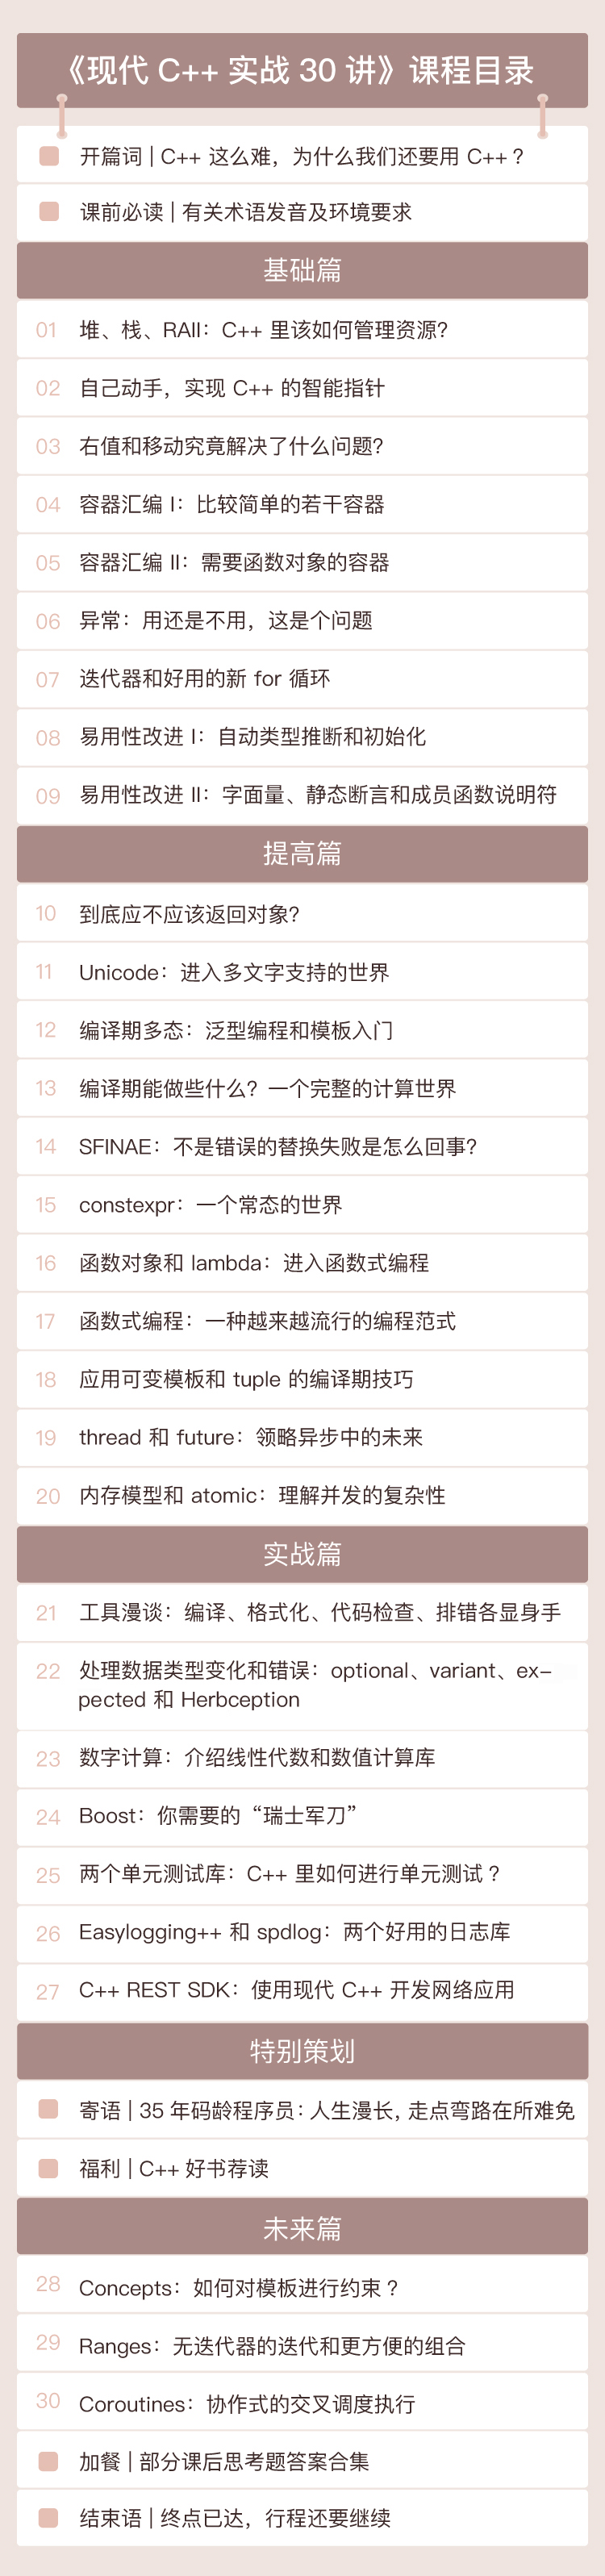 《现代 C++ 实战 30 讲》课程目录
开篇词 | C++ 这么难，为什么我们还要用 C++？
课前必读 | 有关术语发音及环境要求
基础篇
01 堆、栈、RAII：C++ 里该如何管理资源？
02 自己动手，实现 C++ 的智能指针
03 右值和移动究竟解决了什么问题？
04 容器汇编 I：比较简单的若干容器
05 容器汇编 II：需要函数对象的容器
06 异常：用还是不用，这是个问题
07 迭代器和好用的新 for 循环
08 易用性改进 I：自动类型推断和初始化
09 易用性改进 II：字面量、静态断言和成员函数说明符
提高篇
10 到底应不应该返回对象？
11 Unicode：进入多文字支持的世界
12 编译期多态：泛型编程和模板入门
13 编译期能做些什么？一个完整的计算世界
14 SFINAE：不是错误的替换失败是怎么回事？
15 constexpr：一个常态的世界
16 函数对象和 lambda：进入函数式编程
17 函数式编程：一种越来越流行的编程范式
18 应用可变模板和 tuple 的编译期技巧
19 thread 和 future：领略异步中的未来
20 内存模型和 atomic：理解并发的复杂性
实战篇
21 工具漫谈：编译、格式化、代码检查、排错各显身手
22 处理数据类型变化和错误：optional、variant、ex-
pected 和 Herbception
23 数字计算：介绍线性代数和数值计算库
24 Boost：你需要的“瑞士军刀”
25 两个单元测试库：C++ 里如何进行单元测试？
26 Easylogging++ 和 spdlog：两个好用的日志库
27 C++ REST SDK：使用现代 C++ 开发网络应用
特别策划
寄语 | 35 年码龄程序员：人生漫长，走点弯路在所难免
福利 | C++ 好书荐读
未来篇
28 Concepts：如何对模板进行约束？
29 Ranges：无迭代器的迭代和更方便的组合
30 Coroutines：协作式的交叉调度执行
加餐 | 部分课后思考题答案合集
结束语 | 终点已达，行程还要继续